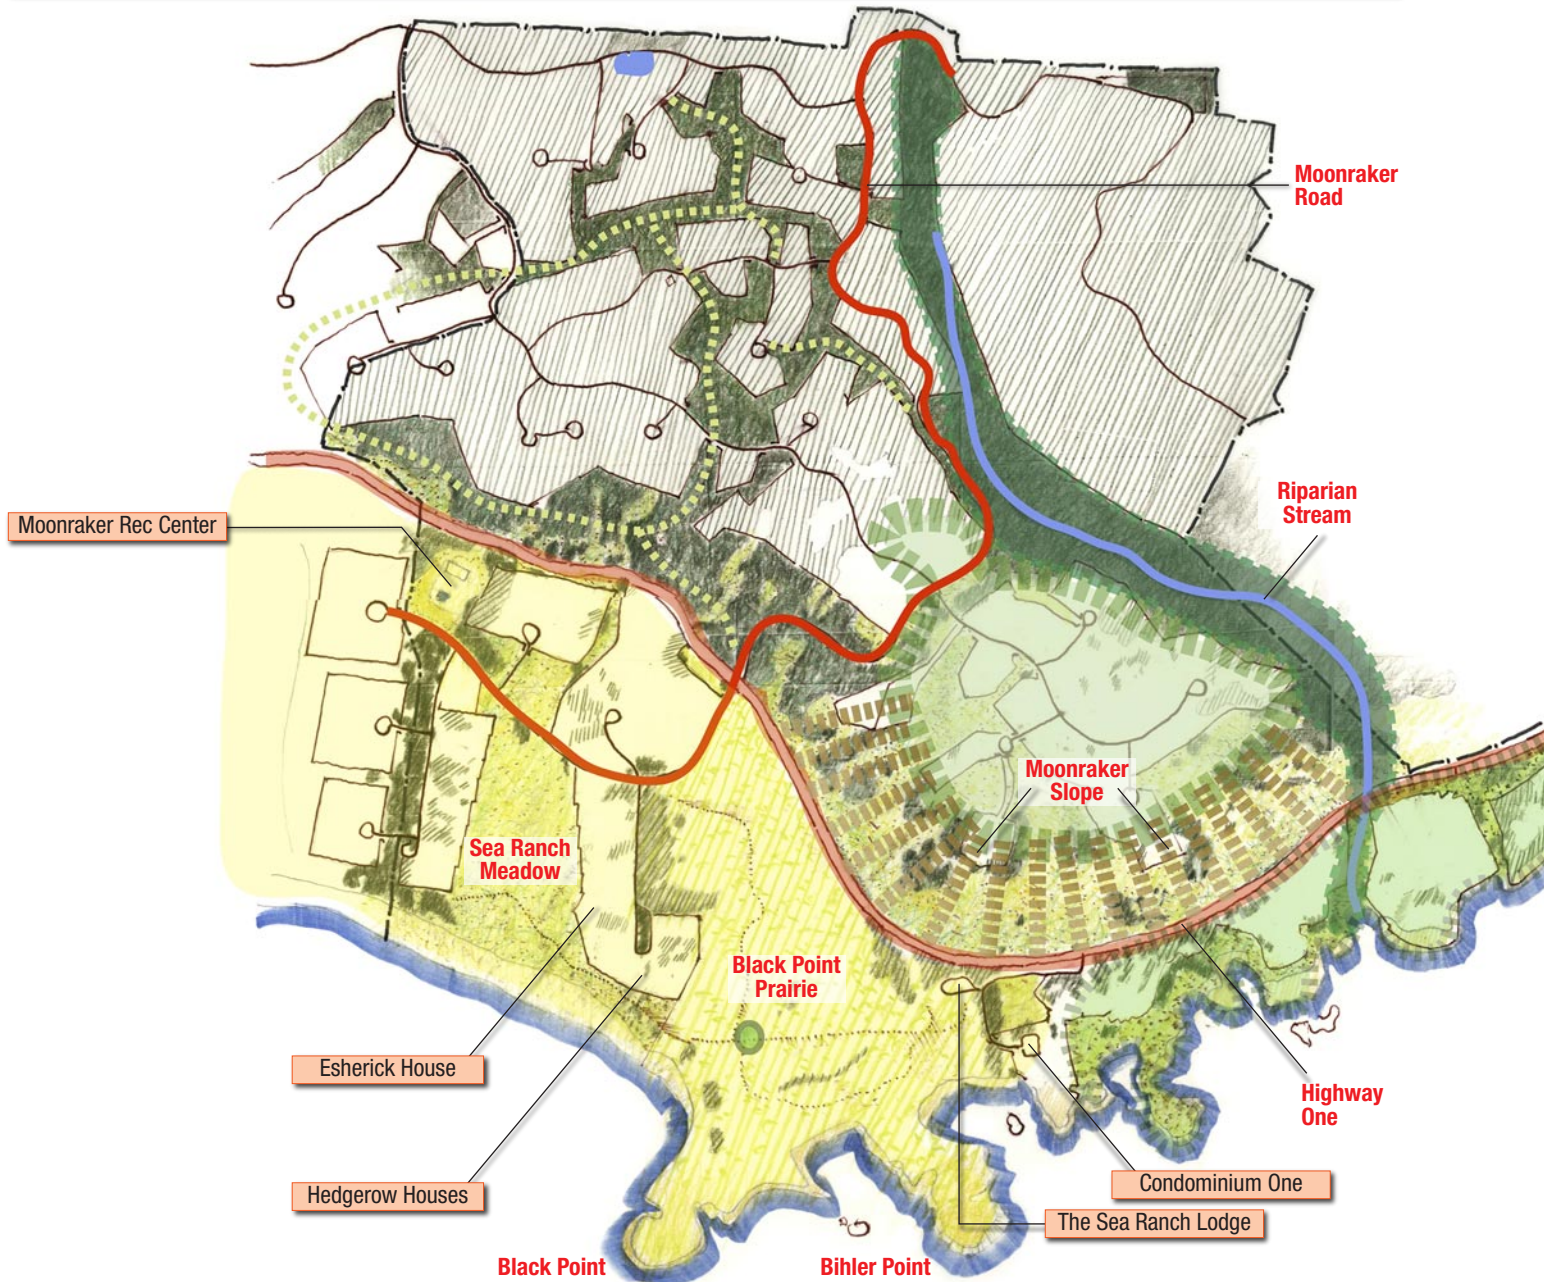 Moonraker
Road
Riparian
Stream
Moonraker Rec Center
Moonraker
Slope
Sea Ranch
Meadow
Black Point
Prairie
Esherick House
Highway
One
Hedgerow Houses
Condominium One
The Sea Ranch Lodge
Black Point
Bihler Point